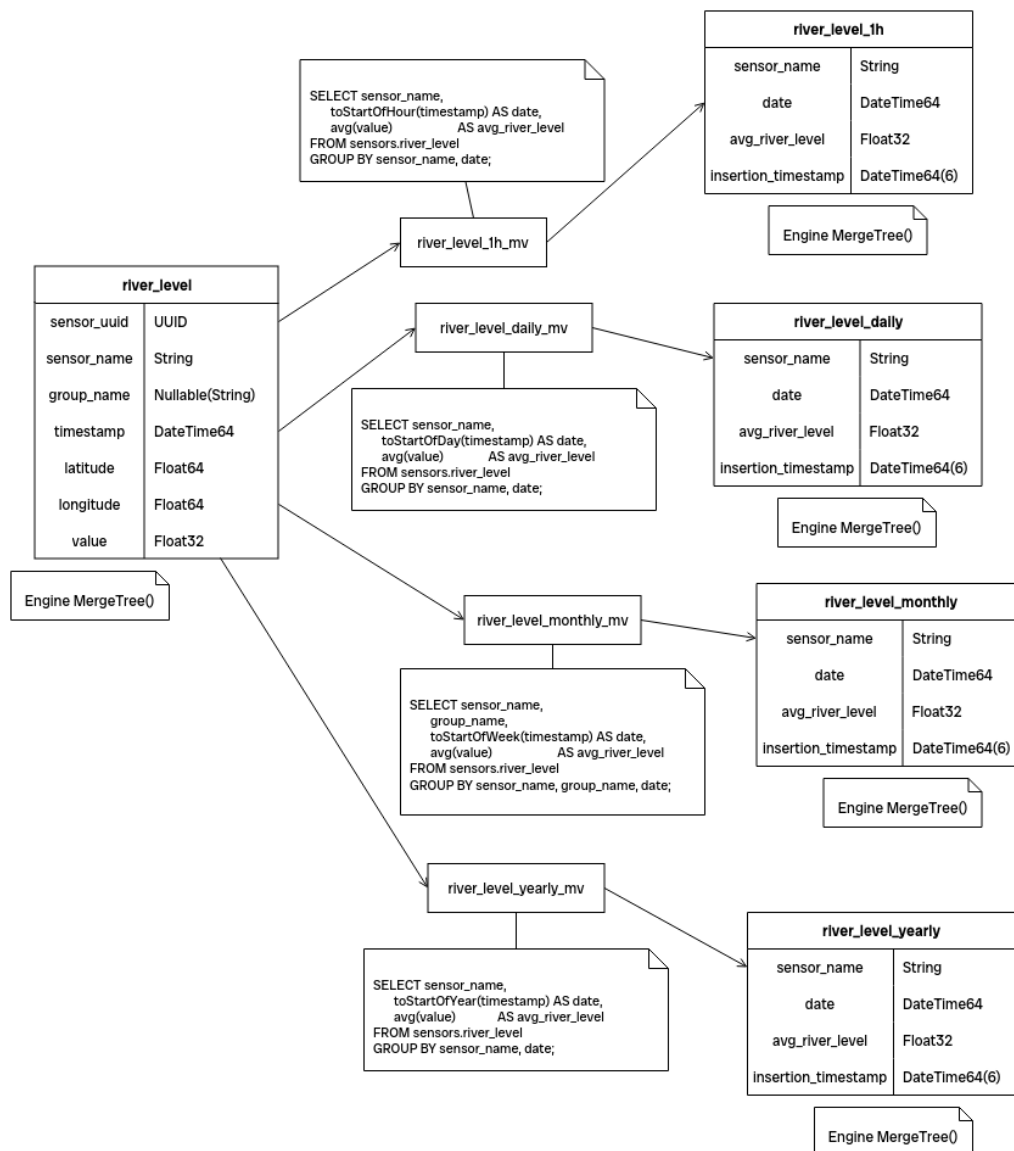 river_level_1h
sensor_name String
date DateTime64
avg_river_level Float32
insertion_timestamp DateTime64(6)
Engine MergeTree()
SELECT sensor_name,
toStartOfHour(timestamp) AS date,
avg(value) AS avg_river_level
FROM sensors.river_level
GROUP BY sensor_name, date;
river_level_1h_mv
river_level
sensor_uuid UUID
sensor_name String
group_name Nullable(String)
timestamp DateTime64
latitude Float64
longitude Float64
value Float32
Engine MergeTree()
river_level_daily_mv
SELECT sensor_name,
toStartOfDay(timestamp) AS date,
avg(value) AS avg_river_level
FROM sensors.river_level
GROUP BY sensor_name, date;
river_level_daily
sensor_name String
date DateTime64
avg_river_level Float32
insertion_timestamp DateTime64(6)
Engine MergeTree()
river_level_monthly_mv
SELECT sensor_name,
group_name,
toStartOfWeek(timestamp) AS date,
avg(value) AS avg_river_level
FROM sensors.river_level
GROUP BY sensor_name, group_name, date;
river_level_monthly
sensor_name String
date DateTime64
avg_river_level Float32
insertion_timestamp DateTime64(6)
Engine MergeTree()
river_level_yearly_mv
SELECT sensor_name,
toStartOfYear(timestamp) AS date,
avg(value) AS avg_river_level
FROM sensors.river_level
GROUP BY sensor_name, date;
river_level_yearly
sensor_name String
date DateTime64
avg_river_level Float32
insertion_timestamp DateTime64(6)
Engine MergeTree()